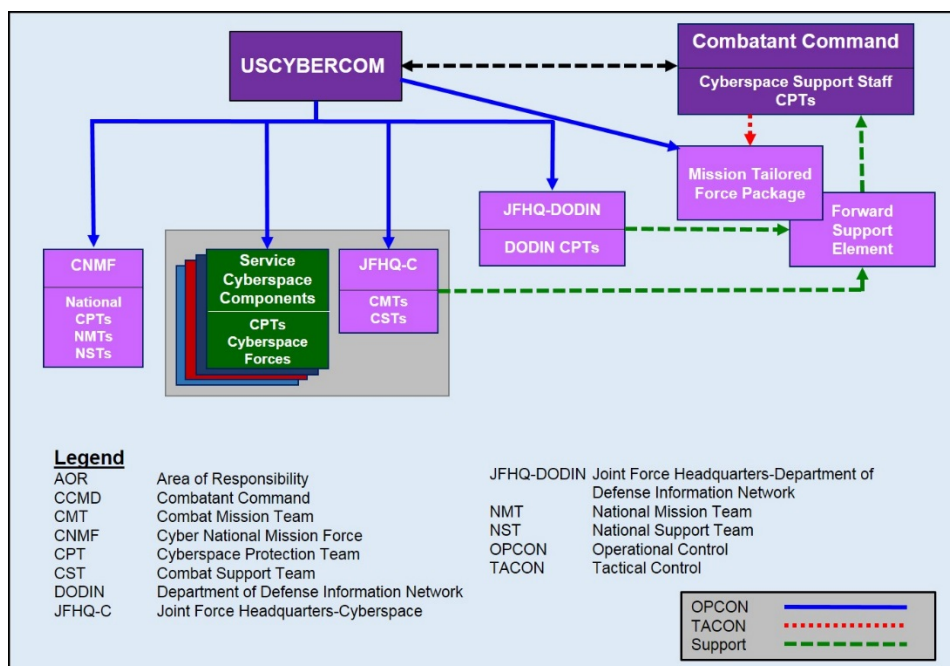 USCYBERCOM
Combatant Command
Cyberspace Support Staff
CPTs
Mission Tailored
Force Package
Forward
Support
Element
JFHQ-DODIN
DODIN CPTs
CNMF
National
CPTs
NMTs
NSTs
Service
Cyberspace
Components
CPTs
Cyberspace
Forces
JFHQ-C
CMTs
CSTs
Legend
AOR Area of Responsibility
CCMD Combatant Command
CMT Combat Mission Team
CNMF Cyber National Mission Force
CPT Cyberspace Protection Team
CST Combat Support Team
DODIN Department of Defense Information Network
JFHQ-C Joint Force Headquarters-Cyberspace
JFHQ-DODIN Joint Force Headquarters-Department of
Defense Information Network
NMT National Mission Team
NST National Support Team
OPCON Operational Control
TACON Tactical Control
OPCON
TACON
Support